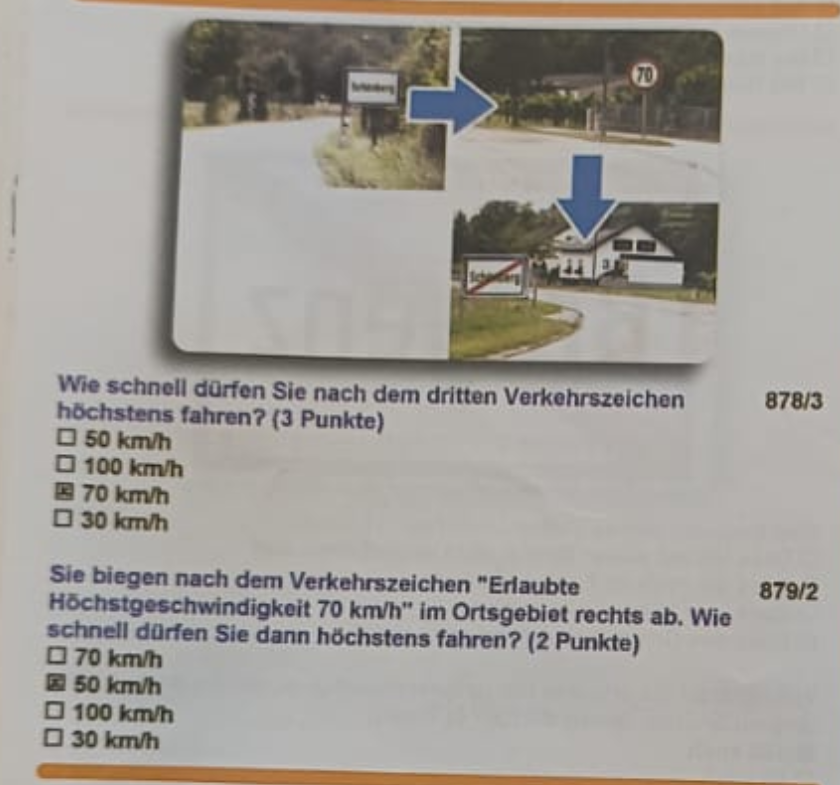 Schönberg
70
Schönberg
Wie schnell dürfen Sie nach dem dritten Verkehrszeichen 878/3
höchstens fahren? (3 Punkte)
☐ 50 km/h
☐ 100 km/h
☒ 70 km/h
☐ 30 km/h
Sie biegen nach dem Verkehrszeichen "Erlaubte 879/2
Höchstgeschwindigkeit 70 km/h" im Ortsgebiet rechts ab. Wie
schnell dürfen Sie dann höchstens fahren? (2 Punkte)
☐ 70 km/h
☒ 50 km/h
☐ 100 km/h
☐ 30 km/h